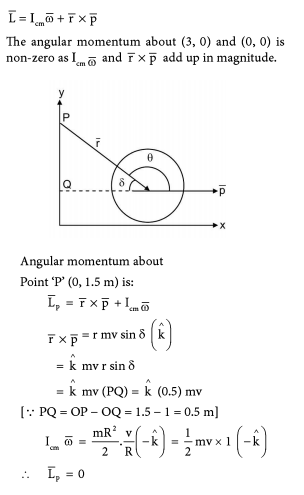 L̄ = I_cm ω̄ + r̄ × p̄
The angular momentum about (3, 0) and (0, 0) is
non-zero as I_cm ω̄ and r̄ × p̄ add up in magnitude.
y
P
r̄
θ
Q
δ
p̄
x
Angular momentum about
Point ‘P’ (0, 1.5 m) is:
L̄_P = r̄ × p̄ + I_cm ω̄
r̄ × p̄ = r mv sin δ (k̂)
= k̂ mv r sin δ
= k̂ mv (PQ) = k̂ (0.5) mv
[∵ PQ = OP – OQ = 1.5 – 1 = 0.5 m]
I_cm ω̄ = mR²/2 . v/R (–k̂) = 1/2 mv × 1 (–k̂)
∴ L̄_P = 0